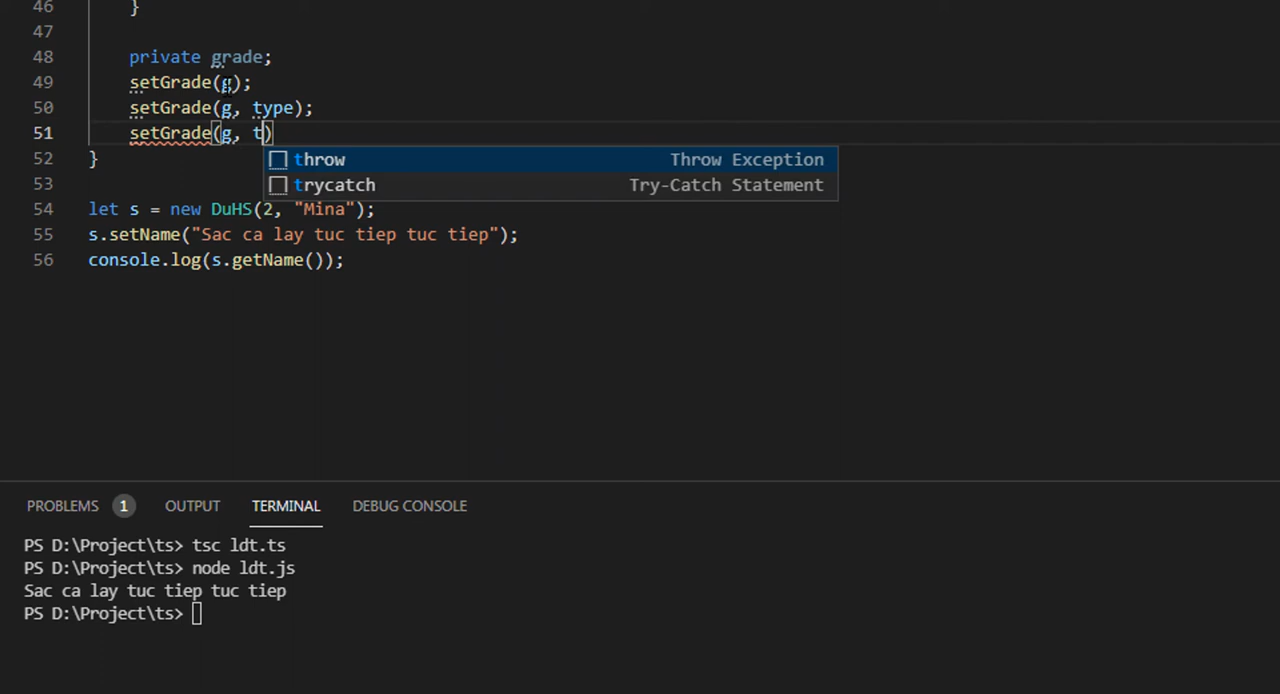 46 }
47
48 private grade;
49 setGrade(g);
50 setGrade(g, type);
51 setGrade(g, t)
throw Throw Exception
trycatch Try-Catch Statement
52 }
53
54 let s = new DuHS(2, "Mina");
55 s.setName("Sac ca lay tuc tiep tuc tiep");
56 console.log(s.getName());
PROBLEMS 1 OUTPUT TERMINAL DEBUG CONSOLE
PS D:\Project\ts> tsc ldt.ts
PS D:\Project\ts> node ldt.js
Sac ca lay tuc tiep tuc tiep
PS D:\Project\ts>